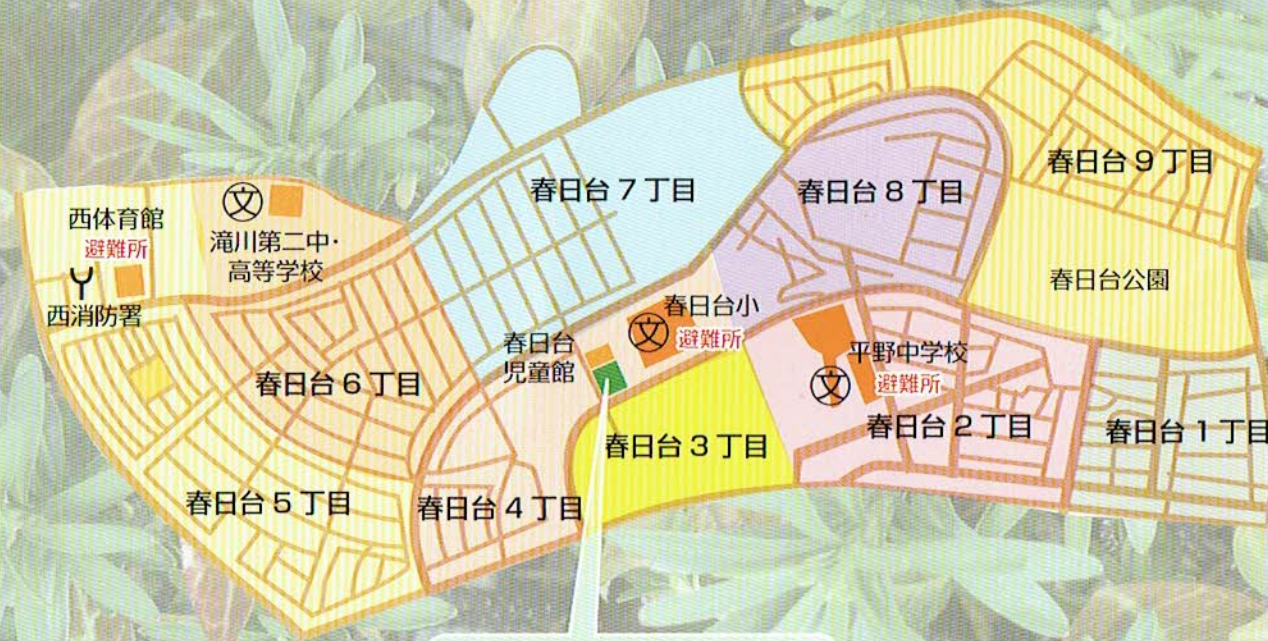 春日台9丁目
春日台7丁目
春日台8丁目
西体育館
避難所
文
滝川第二中・
高等学校
西消防署
春日台公園
春日台小
文
避難所
春日台
児童館
平野中学校
文
避難所
春日台6丁目
春日台3丁目
春日台2丁目
春日台1丁目
春日台5丁目
春日台4丁目